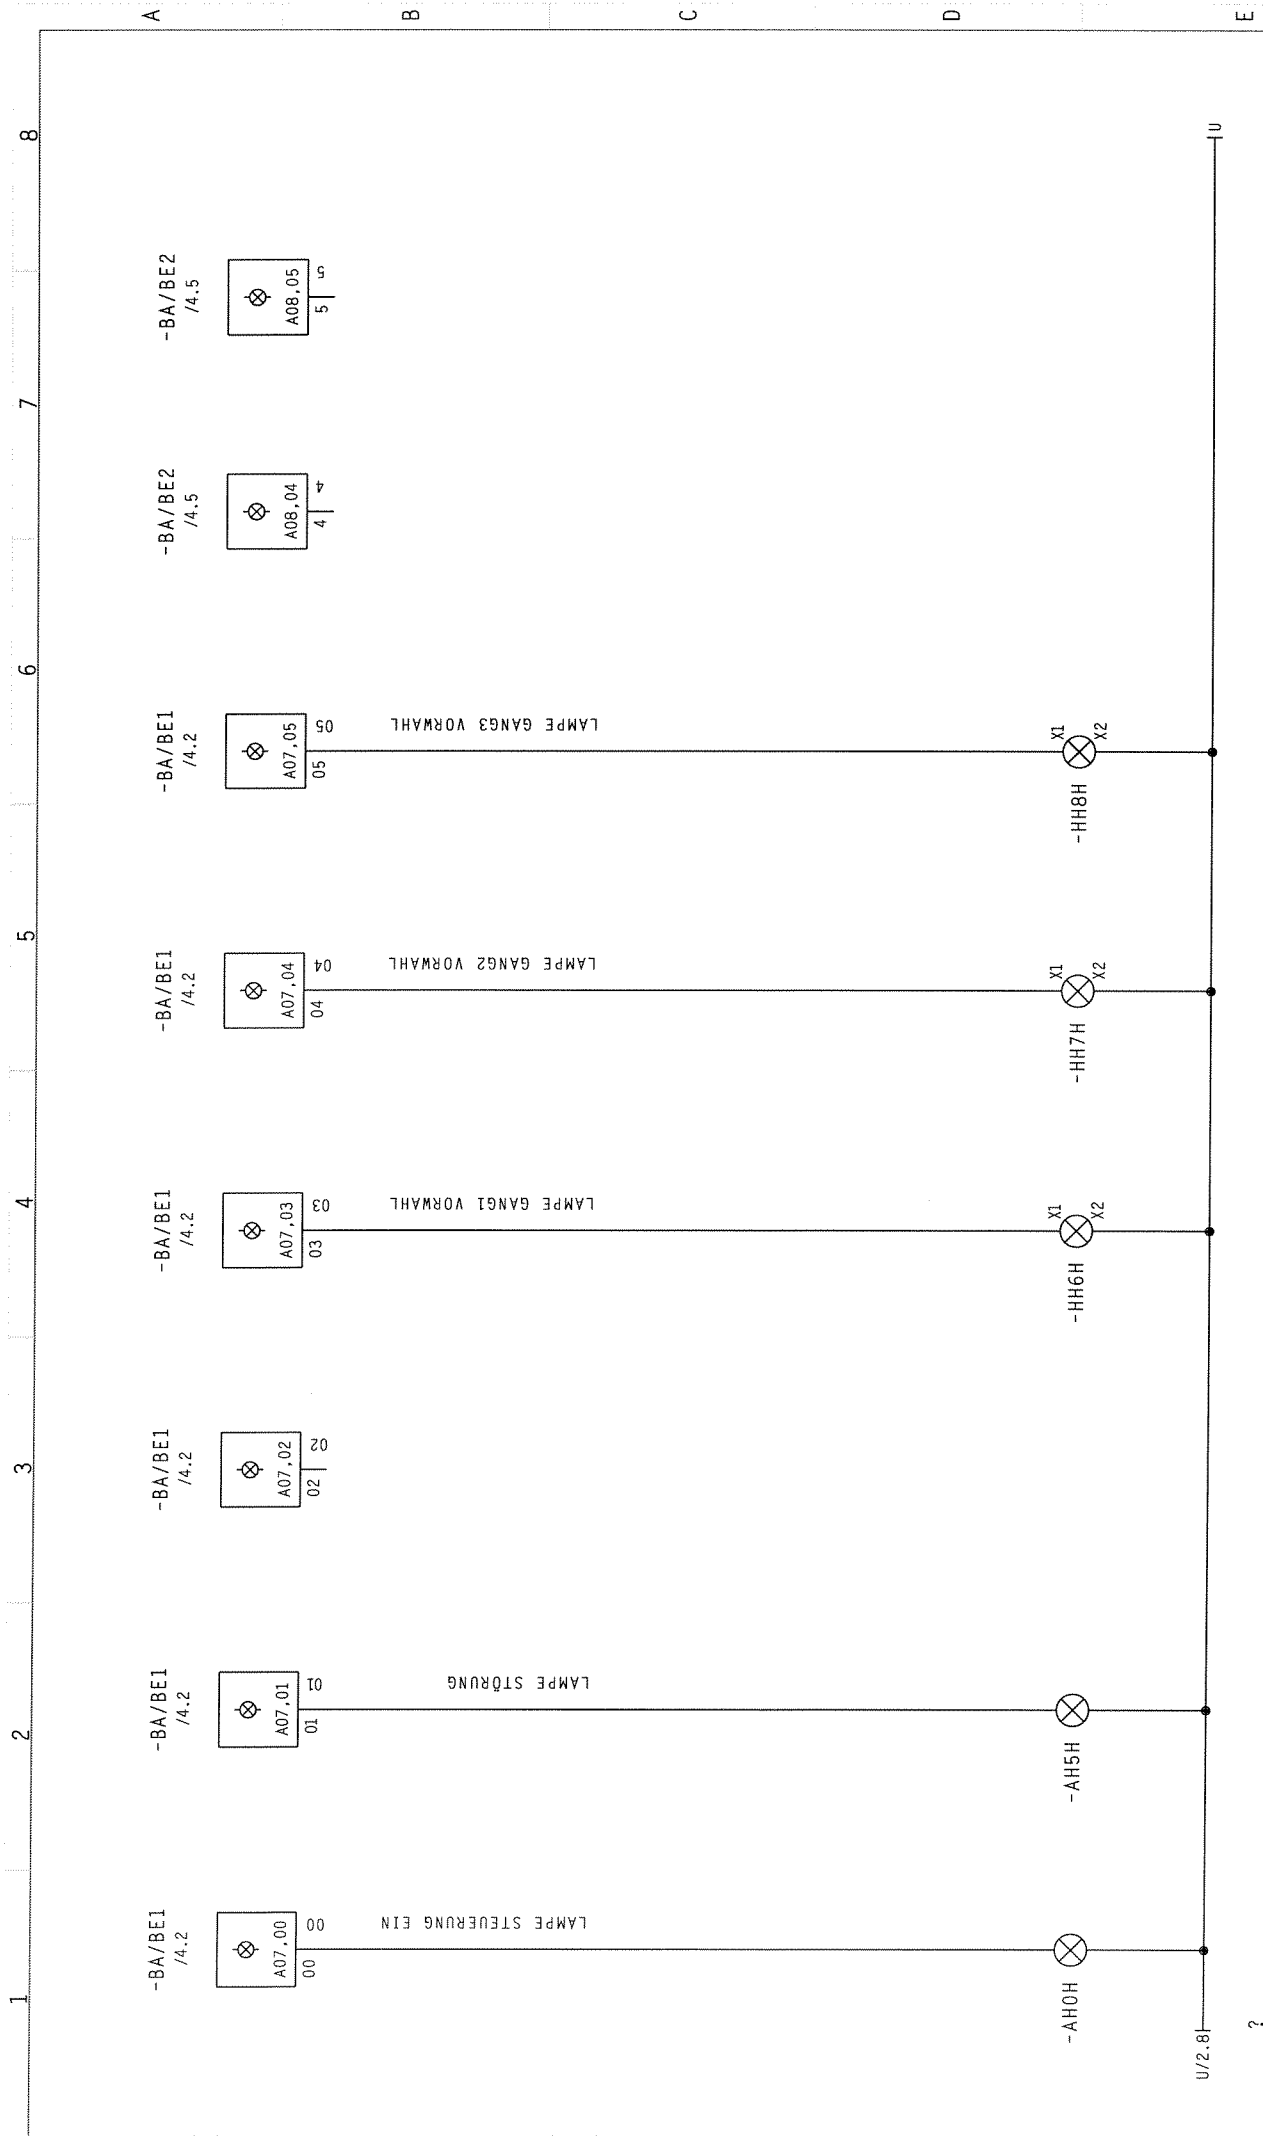 1
2
3
4
5
6
7
8
A
B
C
D
E
-BA/BE1
/4.2
A07,00
00
00
LAMPE STEUERUNG EIN
-AH0H
-BA/BE1
/4.2
A07,01
01
01
LAMPE STÖRUNG
-AH5H
-BA/BE1
/4.2
A07,02
02
02
-BA/BE1
/4.2
A07,03
03
03
LAMPE GANG1 VORWAHL
-HH6H
X1
X2
-BA/BE1
/4.2
A07,04
04
04
LAMPE GANG2 VORWAHL
-HH7H
X1
X2
-BA/BE1
/4.2
A07,05
05
05
LAMPE GANG3 VORWAHL
-HH8H
X1
X2
-BA/BE2
/4.5
A08,04
4
4
-BA/BE2
/4.5
A08,05
5
5
U/2.8
U
?